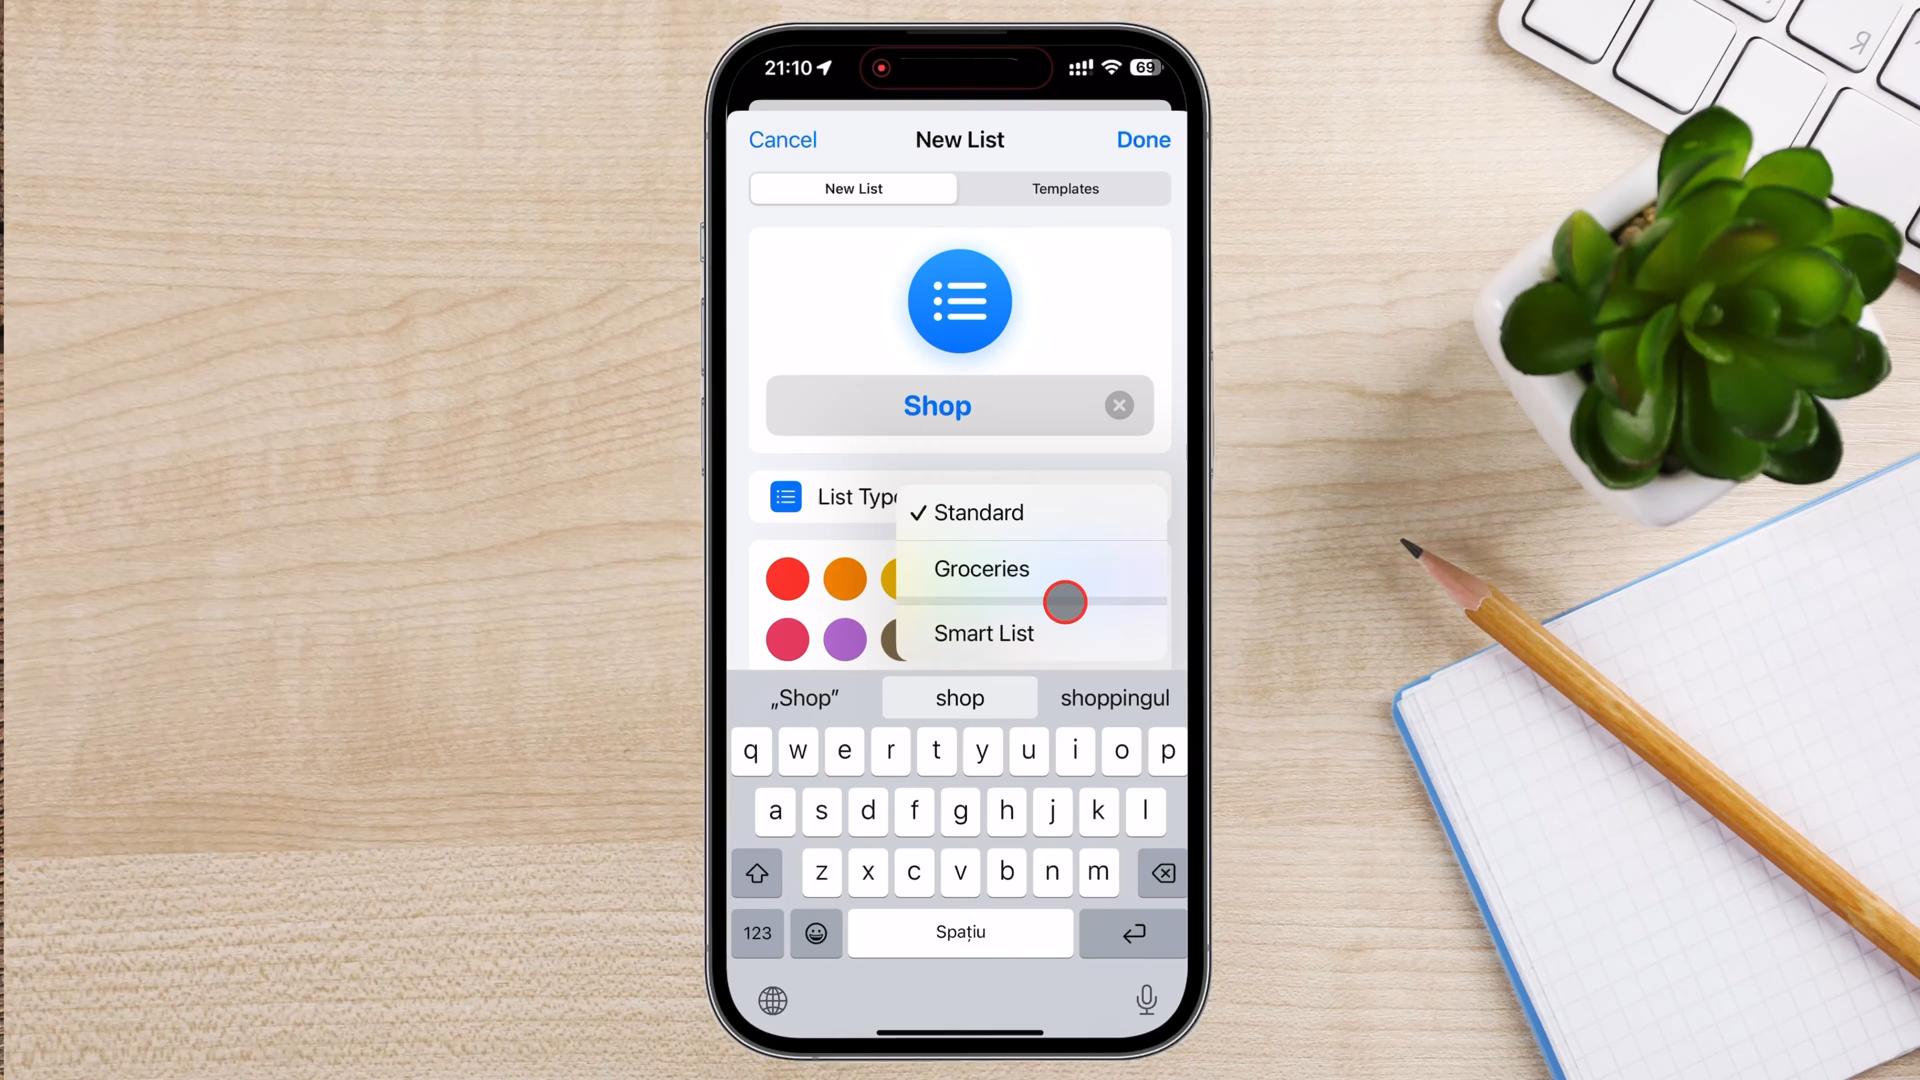 21:10
69
Cancel
New List
Done
New List
Templates
Shop
List Type
Standard
Groceries
Smart List
„Shop”
shop
shoppingul
q w e r t y u i o p
a s d f g h j k l
z x c v b n m
123
Spațiu
R